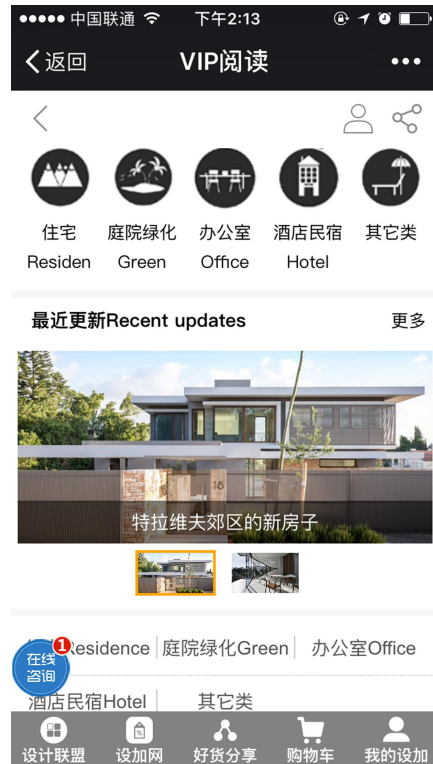 中国联通 下午2:13
返回 VIP阅读
住宅 庭院绿化 办公室 酒店民宿 其它类
Residen Green Office Hotel
最近更新Recent updates 更多
18
特拉维夫郊区的新房子
esidence 庭院绿化Green 办公室Office
1
在线
咨询
酒店民宿Hotel 其它类
设计联盟 设加网 好货分享 购物车 我的设加